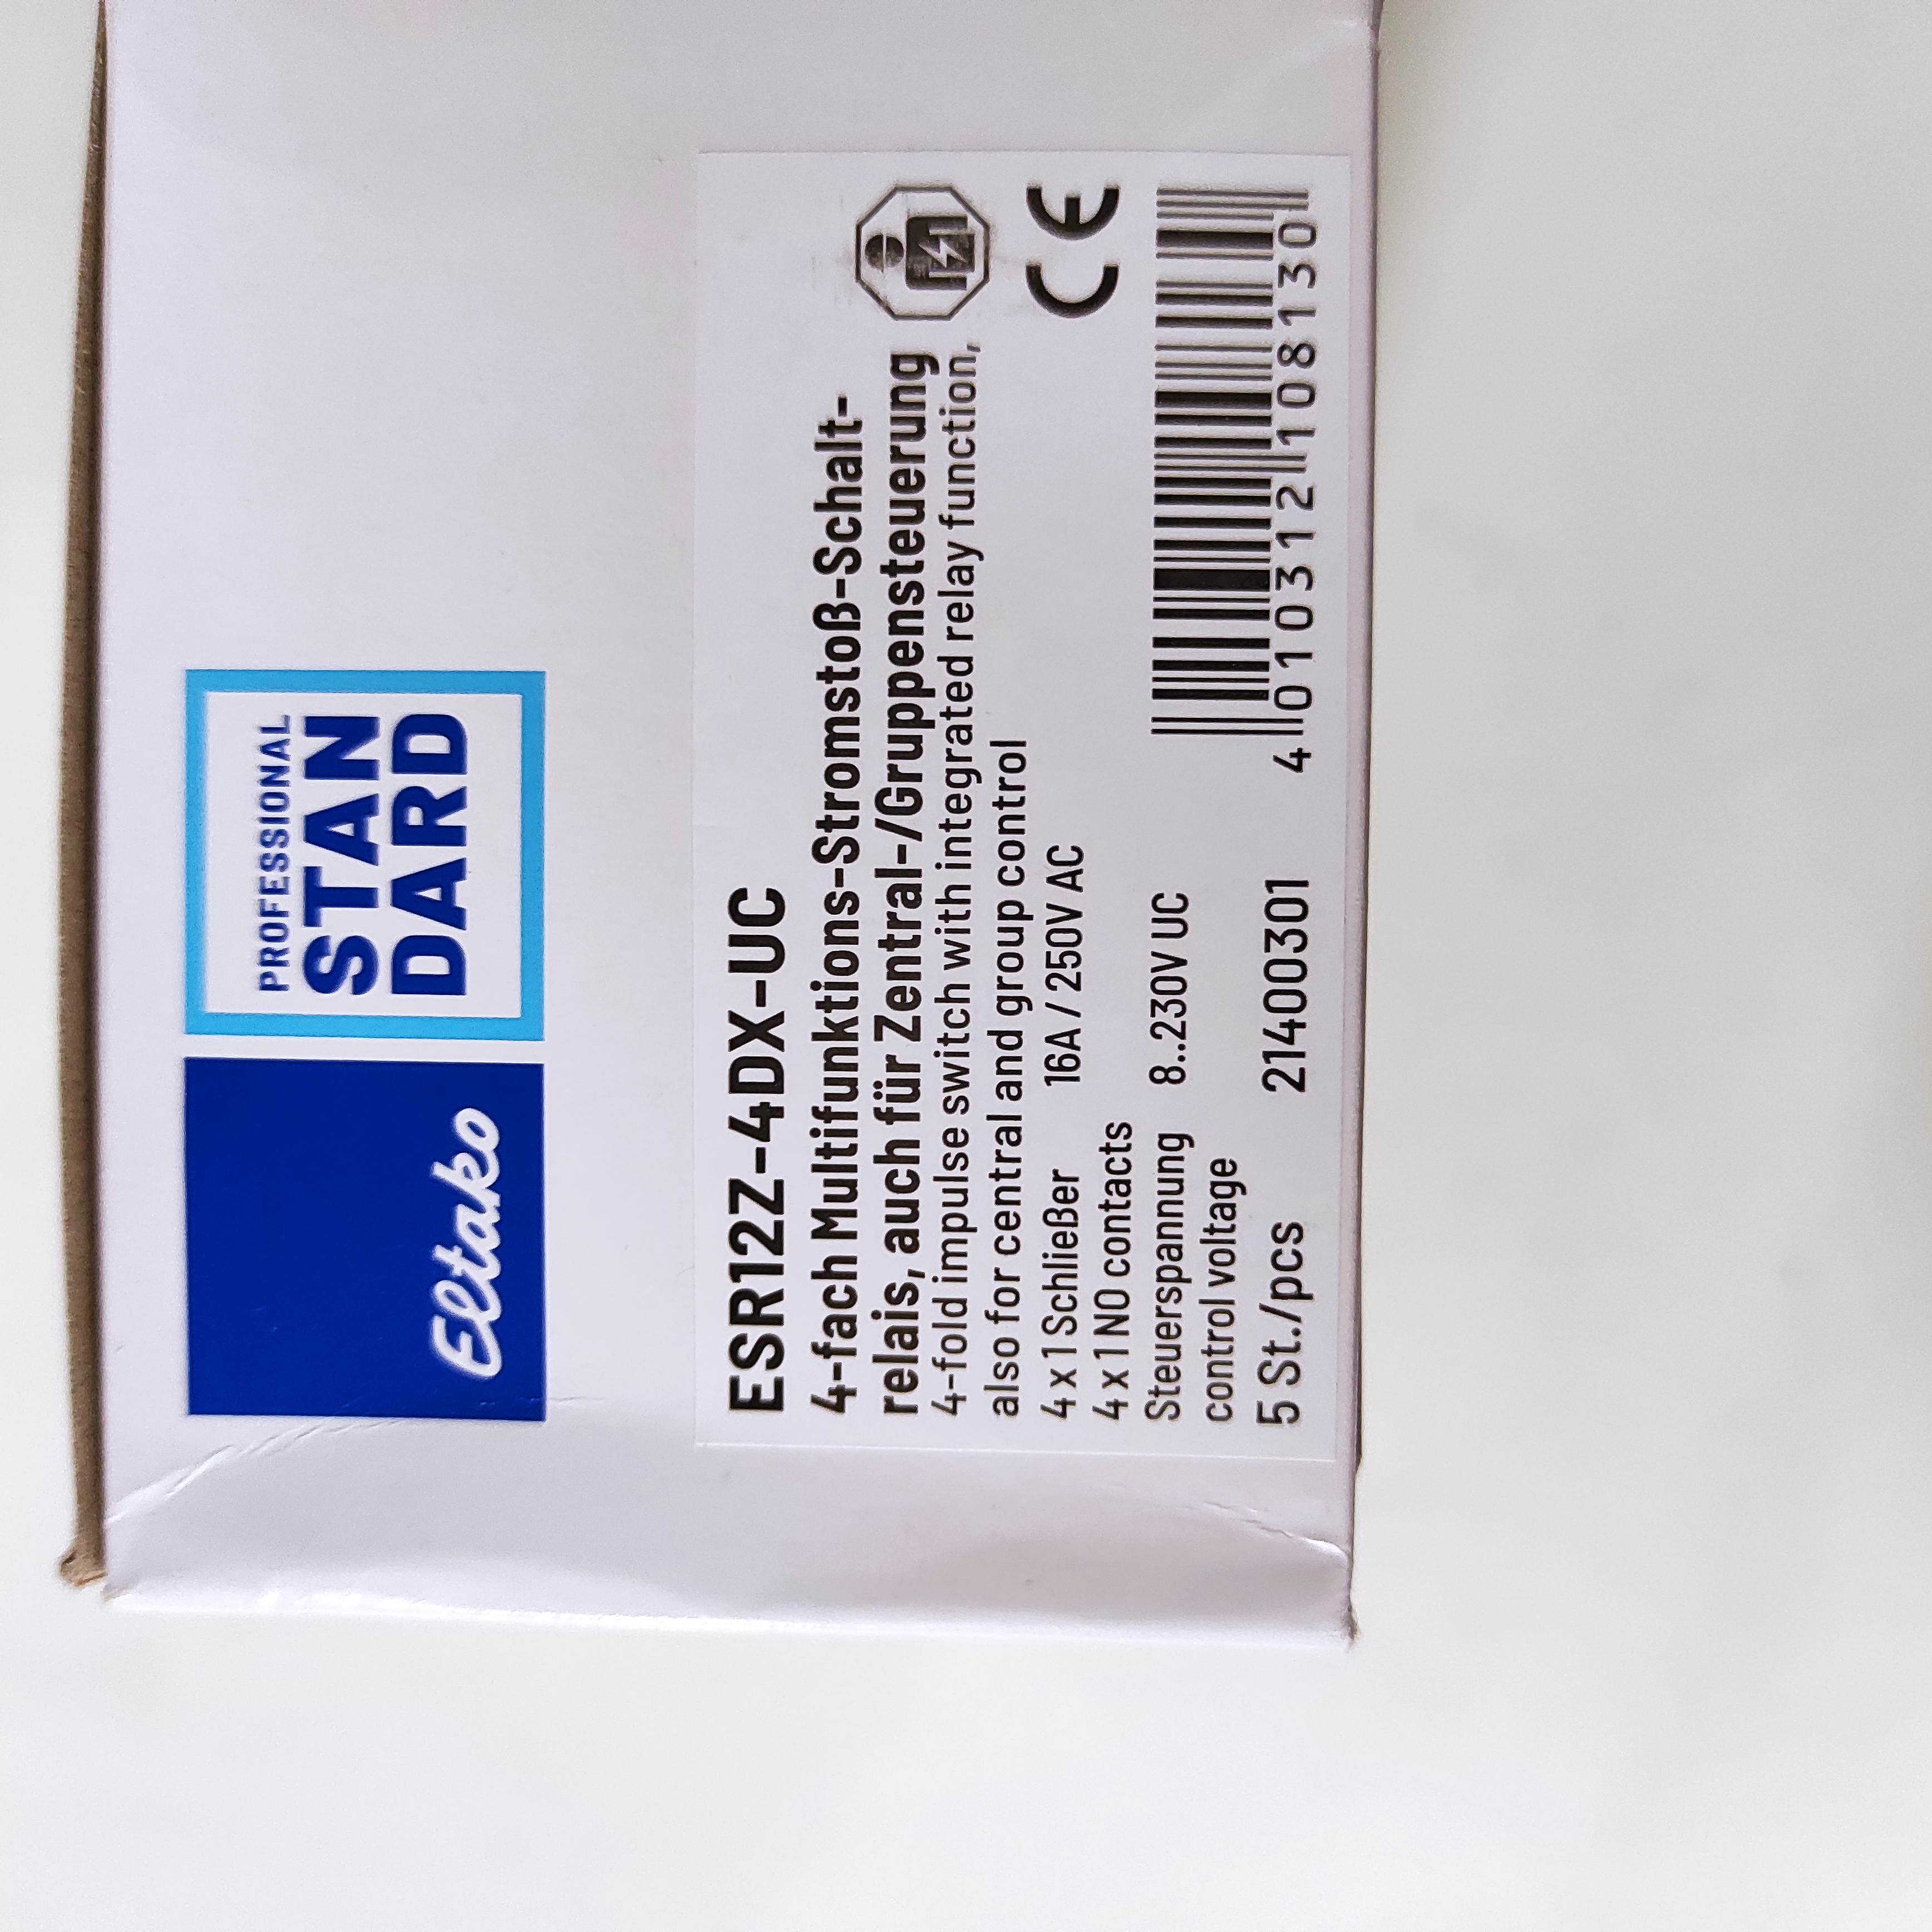 Eltako
PROFESSIONAL
STAN
DARD
ESR12Z-4DX-UC
4-fach Multifunktions-Stromstoß-Schalt-
relais, auch für Zentral-/Gruppensteuerung
4-fold impulse switch with integrated relay function,
also for central and group control
4 x 1 Schließer 16A / 250V AC
4 x 1 NO contacts
Steuerspannung 8..230V UC
control voltage
5 St./pcs 21400301
CE
4 010312 108130